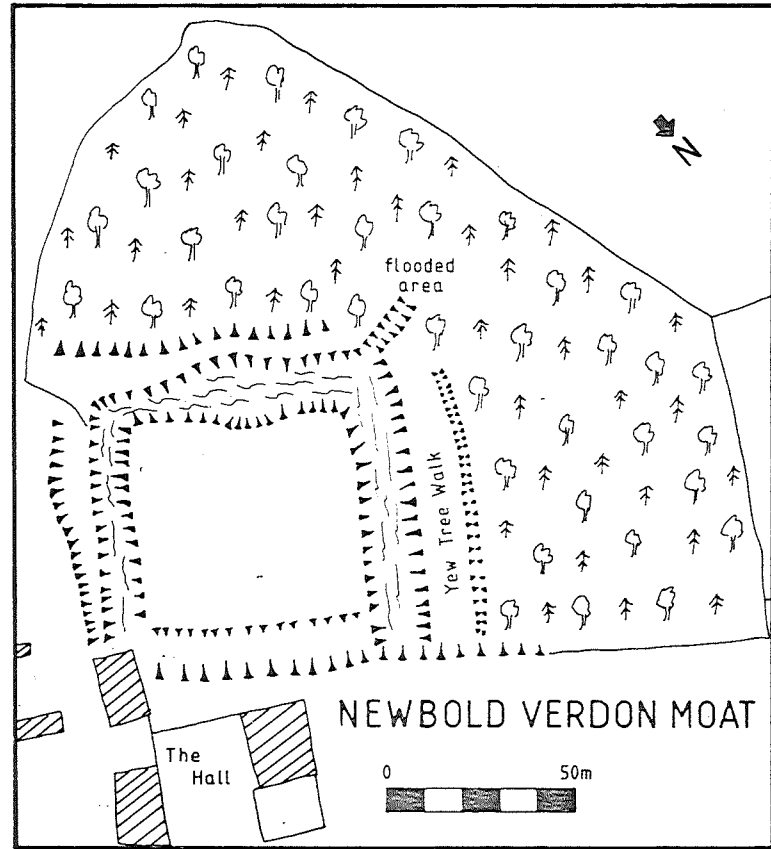 N
flooded
area
Yew Tree Walk
NEWBOLD VERDON MOAT
The
Hall
0 50m